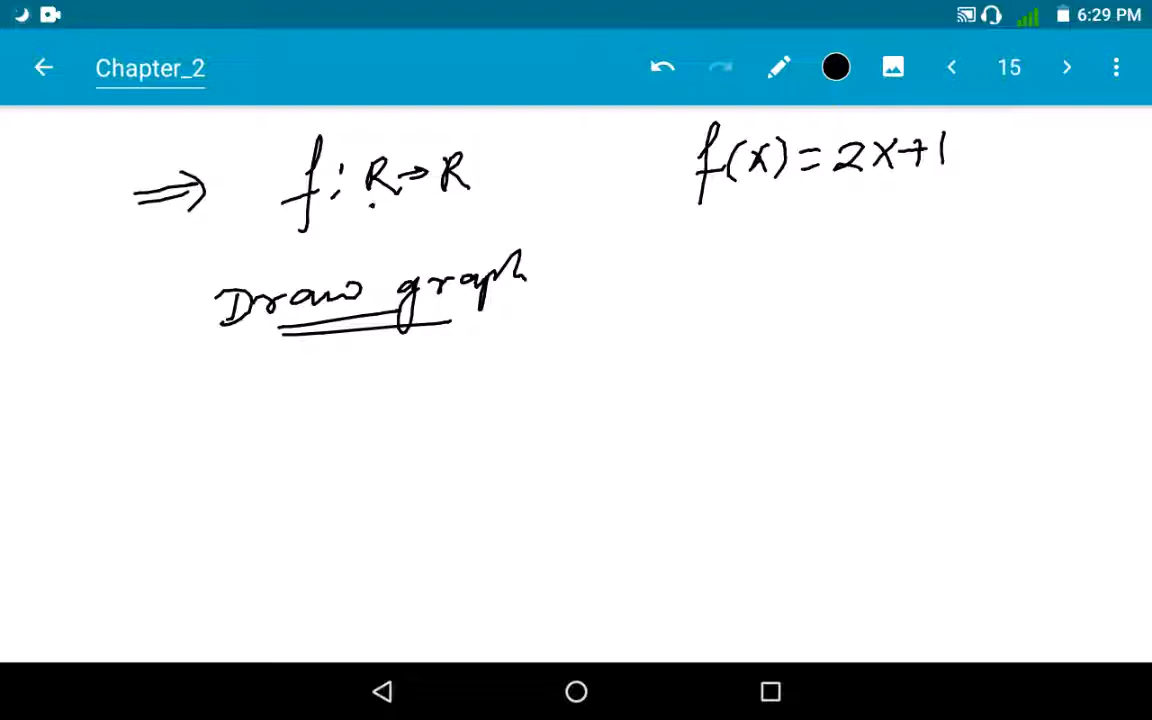 6:29 PM
Chapter_2
15
⇒ f: R→R f(x)=2x+1
Draw graph